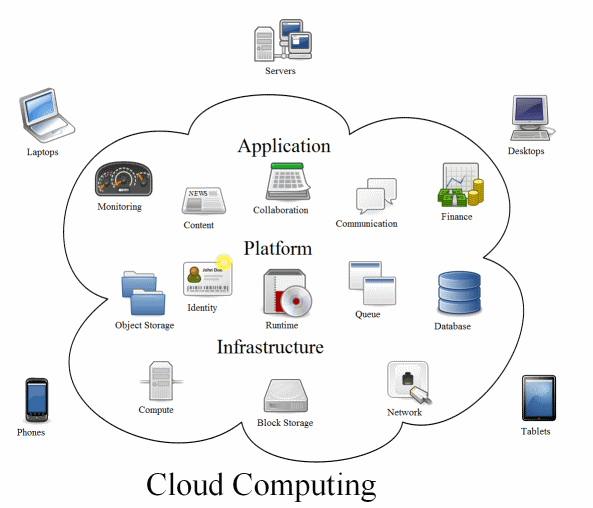 Servers
Laptops
Desktops
Application
Monitoring
NEWS
Content
Collaboration
Communication
Finance
Platform
John Doe
Object Storage
Identity
Runtime
Queue
Database
Infrastructure
Compute
Block Storage
Network
Phones
Tablets
Cloud Computing